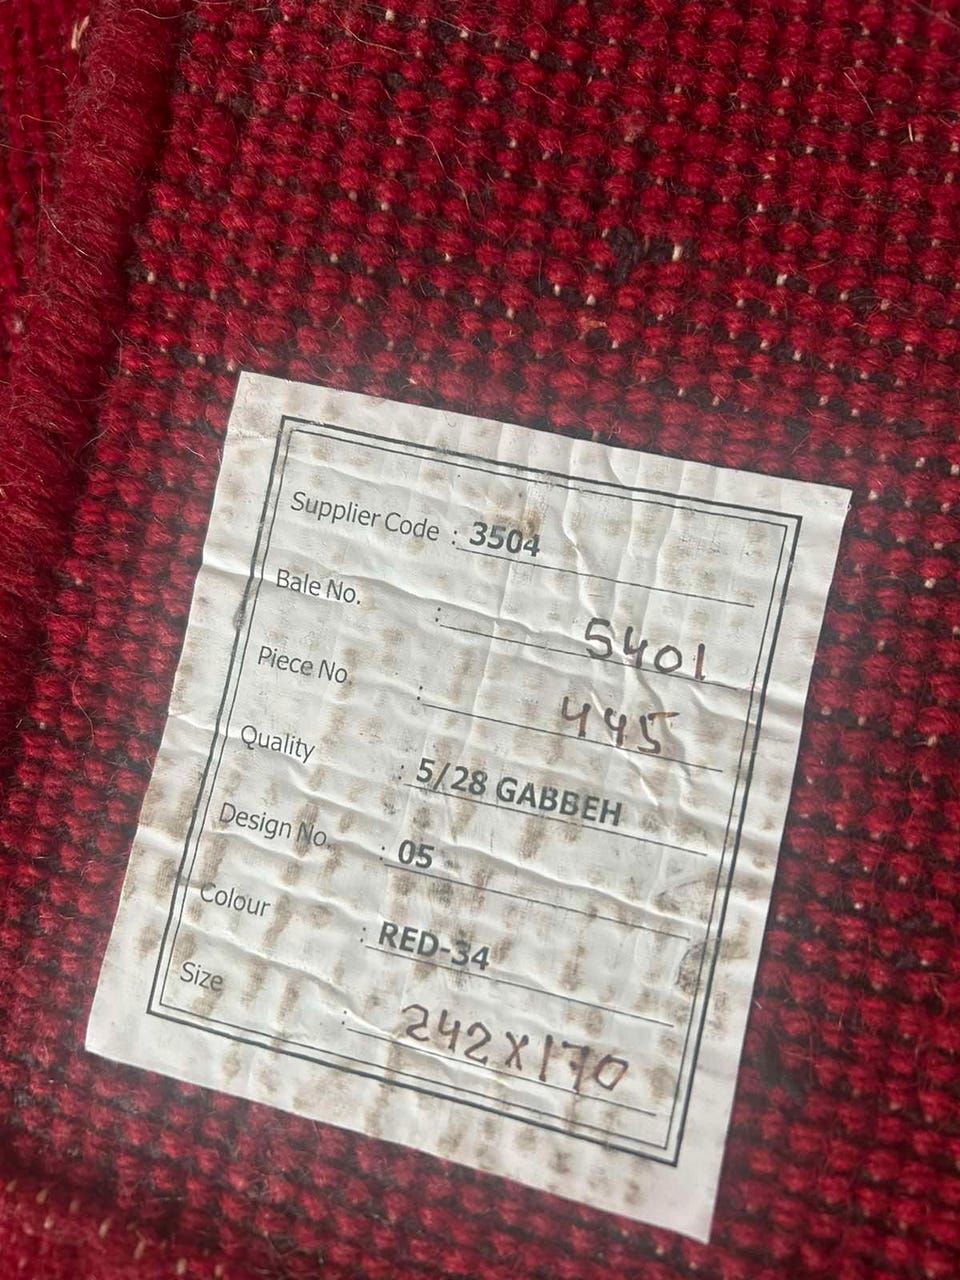 Supplier Code : 3504
Bale No. : 5401
Piece No. : 445
Quality : 5/28 GABBEH
Design No. : 05
Colour : RED-34
Size : 242X170